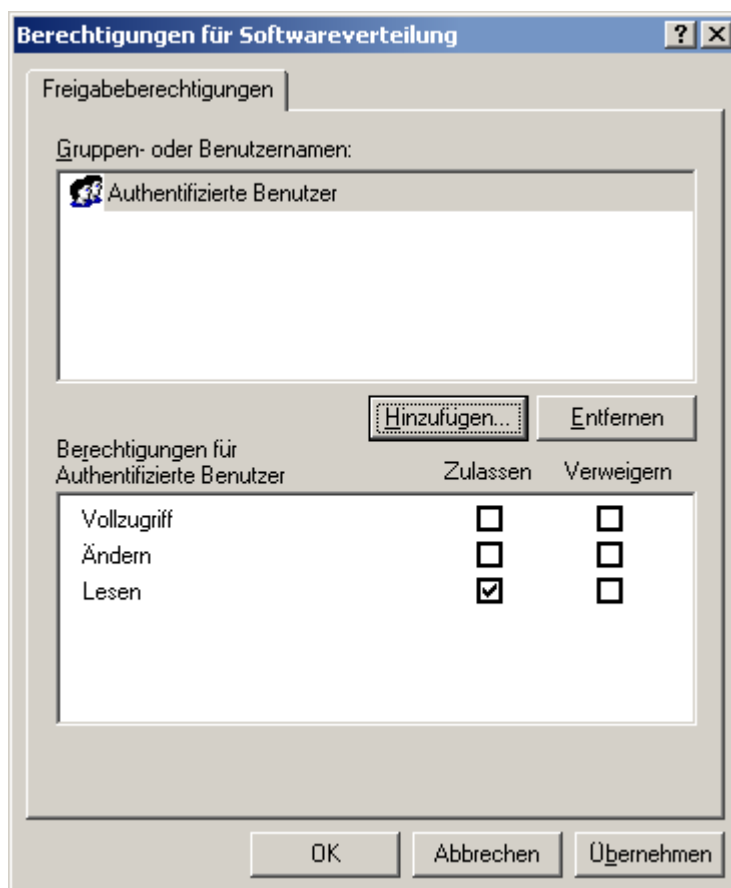 Berechtigungen für Softwareverteilung
Freigabeberechtigungen
Gruppen- oder Benutzernamen:
Authentifizierte Benutzer
Hinzufügen... Entfernen
Berechtigungen für
Authentifizierte Benutzer Zulassen Verweigern
Vollzugriff
Ändern
Lesen
OK Abbrechen Übernehmen